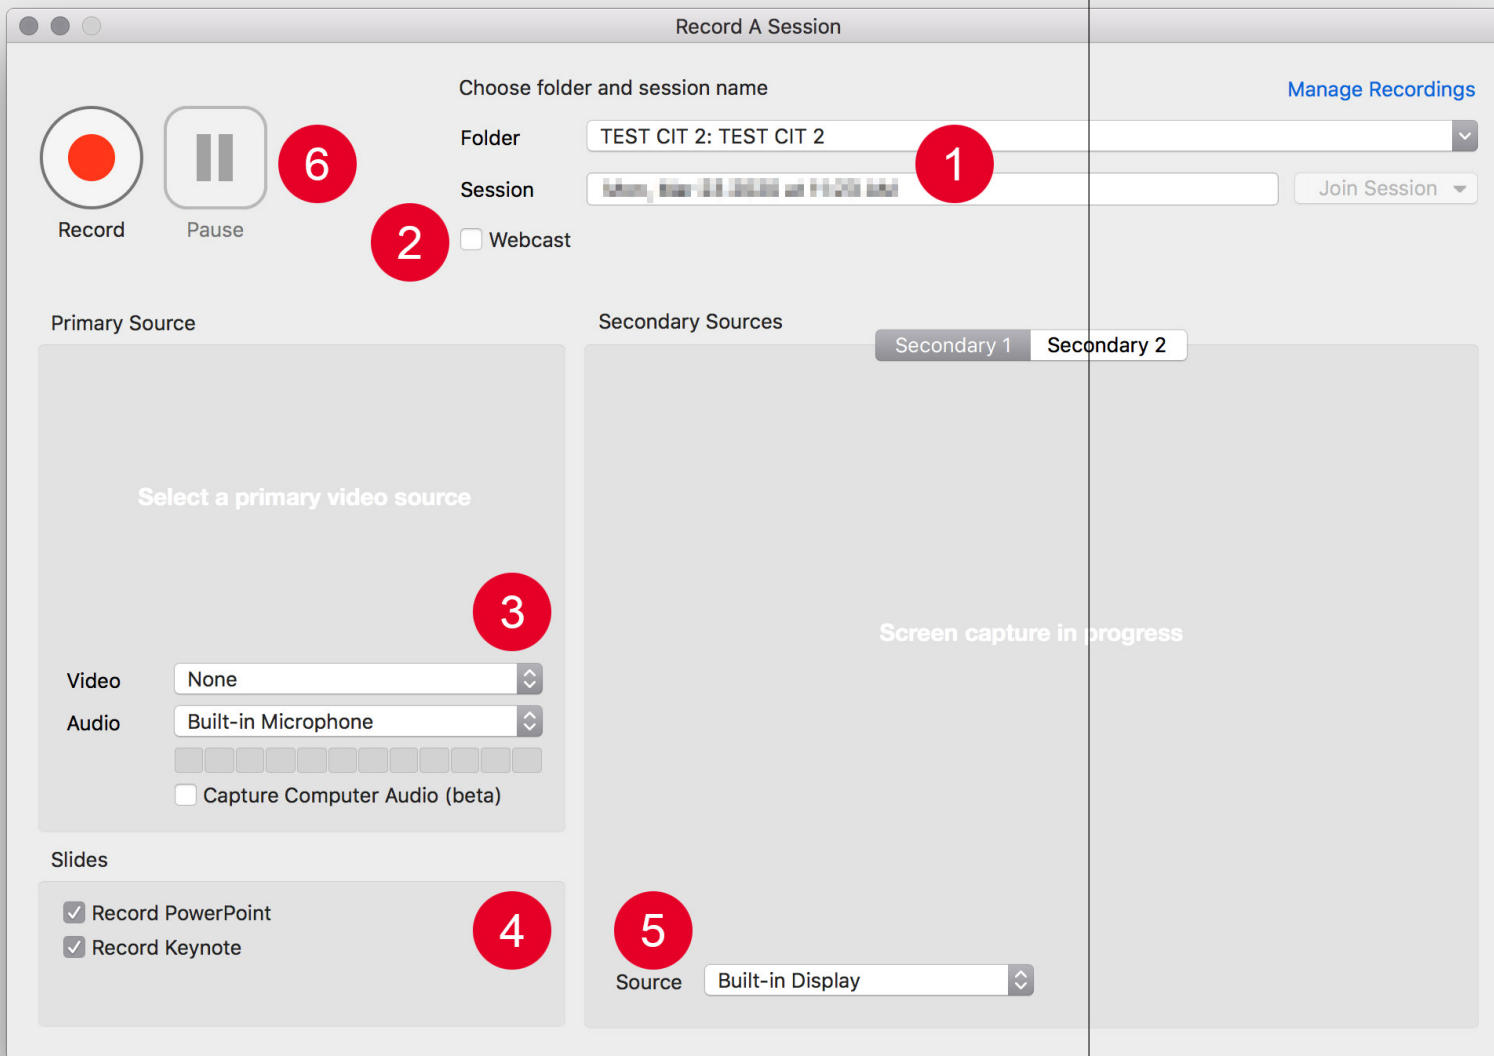 Record A Session
Choose folder and session name
Manage Recordings
Folder
TEST CIT 2: TEST CIT 2
1
Session
Join Session
Record
Pause
6
2
Webcast
Primary Source
Secondary Sources
Secondary 1
Secondary 2
Select a primary video source
Screen capture in progress
3
Video
None
Audio
Built-in Microphone
Capture Computer Audio (beta)
Slides
Record PowerPoint
Record Keynote
4
5
Source
Built-in Display